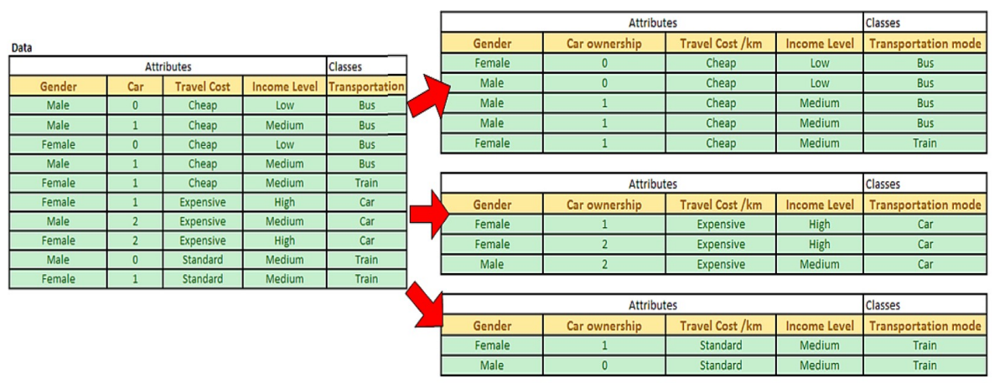 Data
Attributes Classes
Gender Car Travel Cost Income Level Transportation
Male 0 Cheap Low Bus
Male 1 Cheap Medium Bus
Female 0 Cheap Low Bus
Male 1 Cheap Medium Bus
Female 1 Cheap Medium Train
Female 1 Expensive High Car
Male 2 Expensive Medium Car
Female 2 Expensive High Car
Male 0 Standard Medium Train
Female 1 Standard Medium Train
Attributes Classes
Gender Car ownership Travel Cost /km Income Level Transportation mode
Female 0 Cheap Low Bus
Male 0 Cheap Low Bus
Male 1 Cheap Medium Bus
Male 1 Cheap Medium Bus
Female 1 Cheap Medium Train
Attributes Classes
Gender Car ownership Travel Cost /km Income Level Transportation mode
Female 1 Expensive High Car
Female 2 Expensive High Car
Male 2 Expensive Medium Car
Attributes Classes
Gender Car ownership Travel Cost /km Income Level Transportation mode
Female 1 Standard Medium Train
Male 0 Standard Medium Train